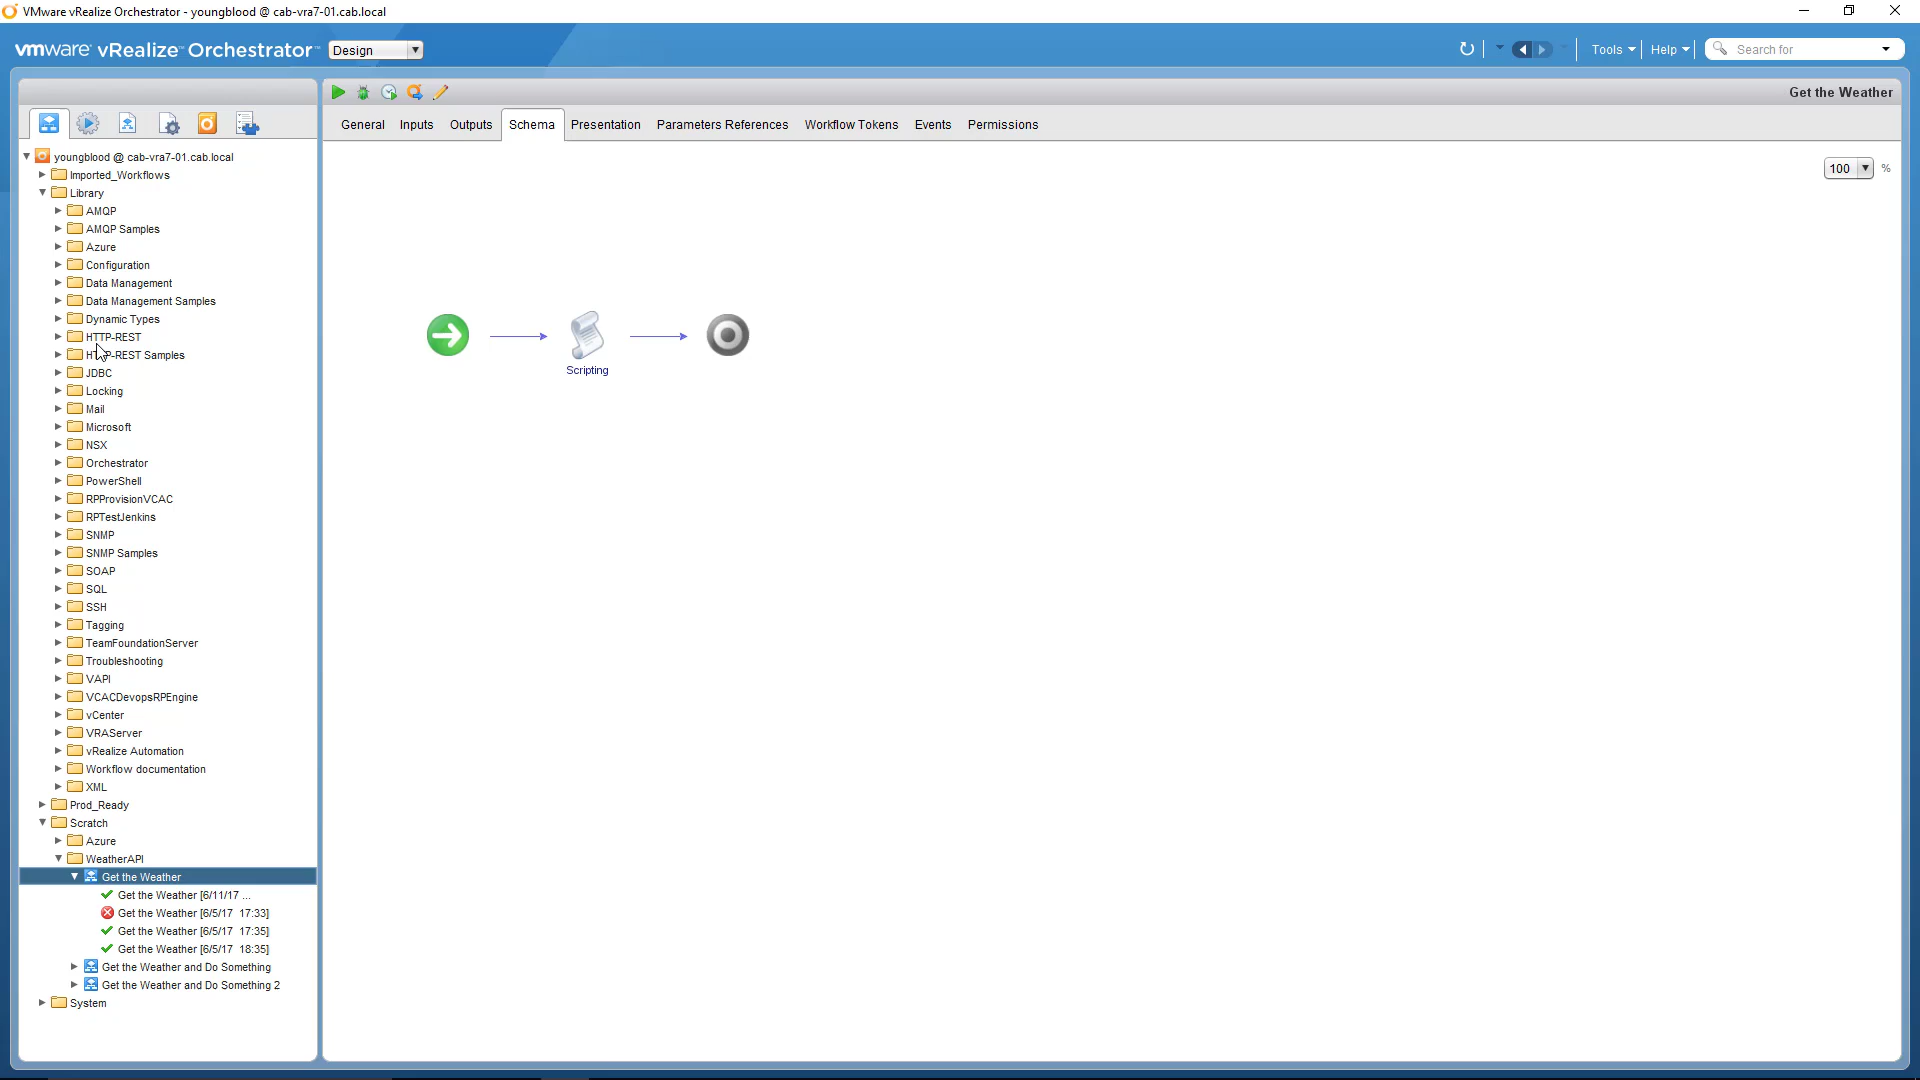 VMware vRealize Orchestrator - youngblood @ cab-vra7-01.cab.local
vmware vRealize™ Orchestrator™ Design
Tools Help Search for
Get the Weather
General Inputs Outputs Schema Presentation Parameters References Workflow Tokens Events Permissions
100 %
youngblood @ cab-vra7-01.cab.local
Imported_Workflows
Library
AMQP
AMQP Samples
Azure
Configuration
Data Management
Data Management Samples
Dynamic Types
HTTP-REST
HTTP-REST Samples
JDBC
Locking
Mail
Microsoft
NSX
Orchestrator
PowerShell
RPProvisionVCAC
RPTestJenkins
SNMP
SNMP Samples
SOAP
SQL
SSH
Tagging
TeamFoundationServer
Troubleshooting
VAPI
VCACDevopsRPEngine
vCenter
VRAServer
vRealize Automation
Workflow documentation
XML
Prod_Ready
Scratch
Azure
WeatherAPI
Get the Weather
Get the Weather [6/11/17 ...
Get the Weather [6/5/17 17:33]
Get the Weather [6/5/17 17:35]
Get the Weather [6/5/17 18:35]
Get the Weather and Do Something
Get the Weather and Do Something 2
System
Scripting